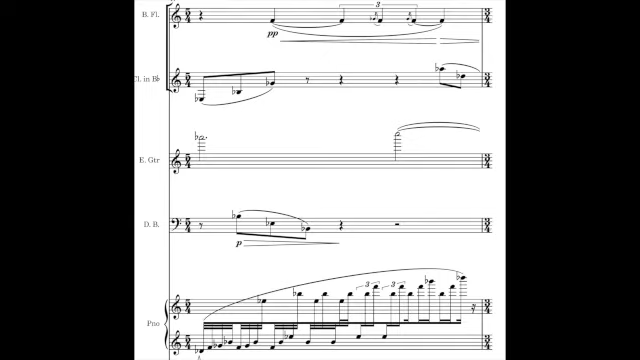 B. Fl.
3
pp
Cl. in B♭
E. Gtr
D. B.
p
3
3
Pno